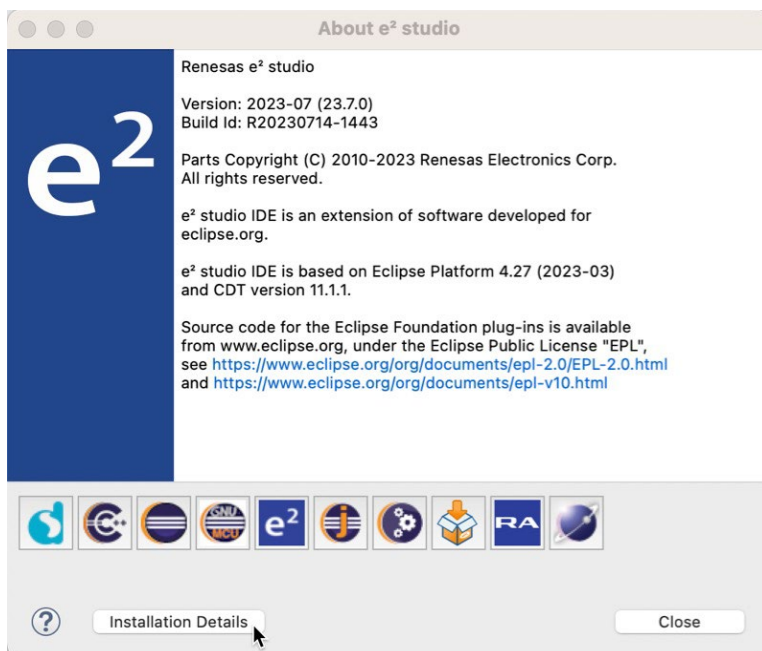 About e² studio
Renesas e² studio
Version: 2023-07 (23.7.0)
Build Id: R20230714-1443
Parts Copyright (C) 2010-2023 Renesas Electronics Corp.
All rights reserved.
e² studio IDE is an extension of software developed for
eclipse.org.
e² studio IDE is based on Eclipse Platform 4.27 (2023-03)
and CDT version 11.1.1.
Source code for the Eclipse Foundation plug-ins is available
from www.eclipse.org, under the Eclipse Public License "EPL",
see https://www.eclipse.org/org/documents/epl-2.0/EPL-2.0.html
and https://www.eclipse.org/org/documents/epl-v10.html
e²
C++
GNU
MCU
e²
j
RA
?
Installation Details
Close